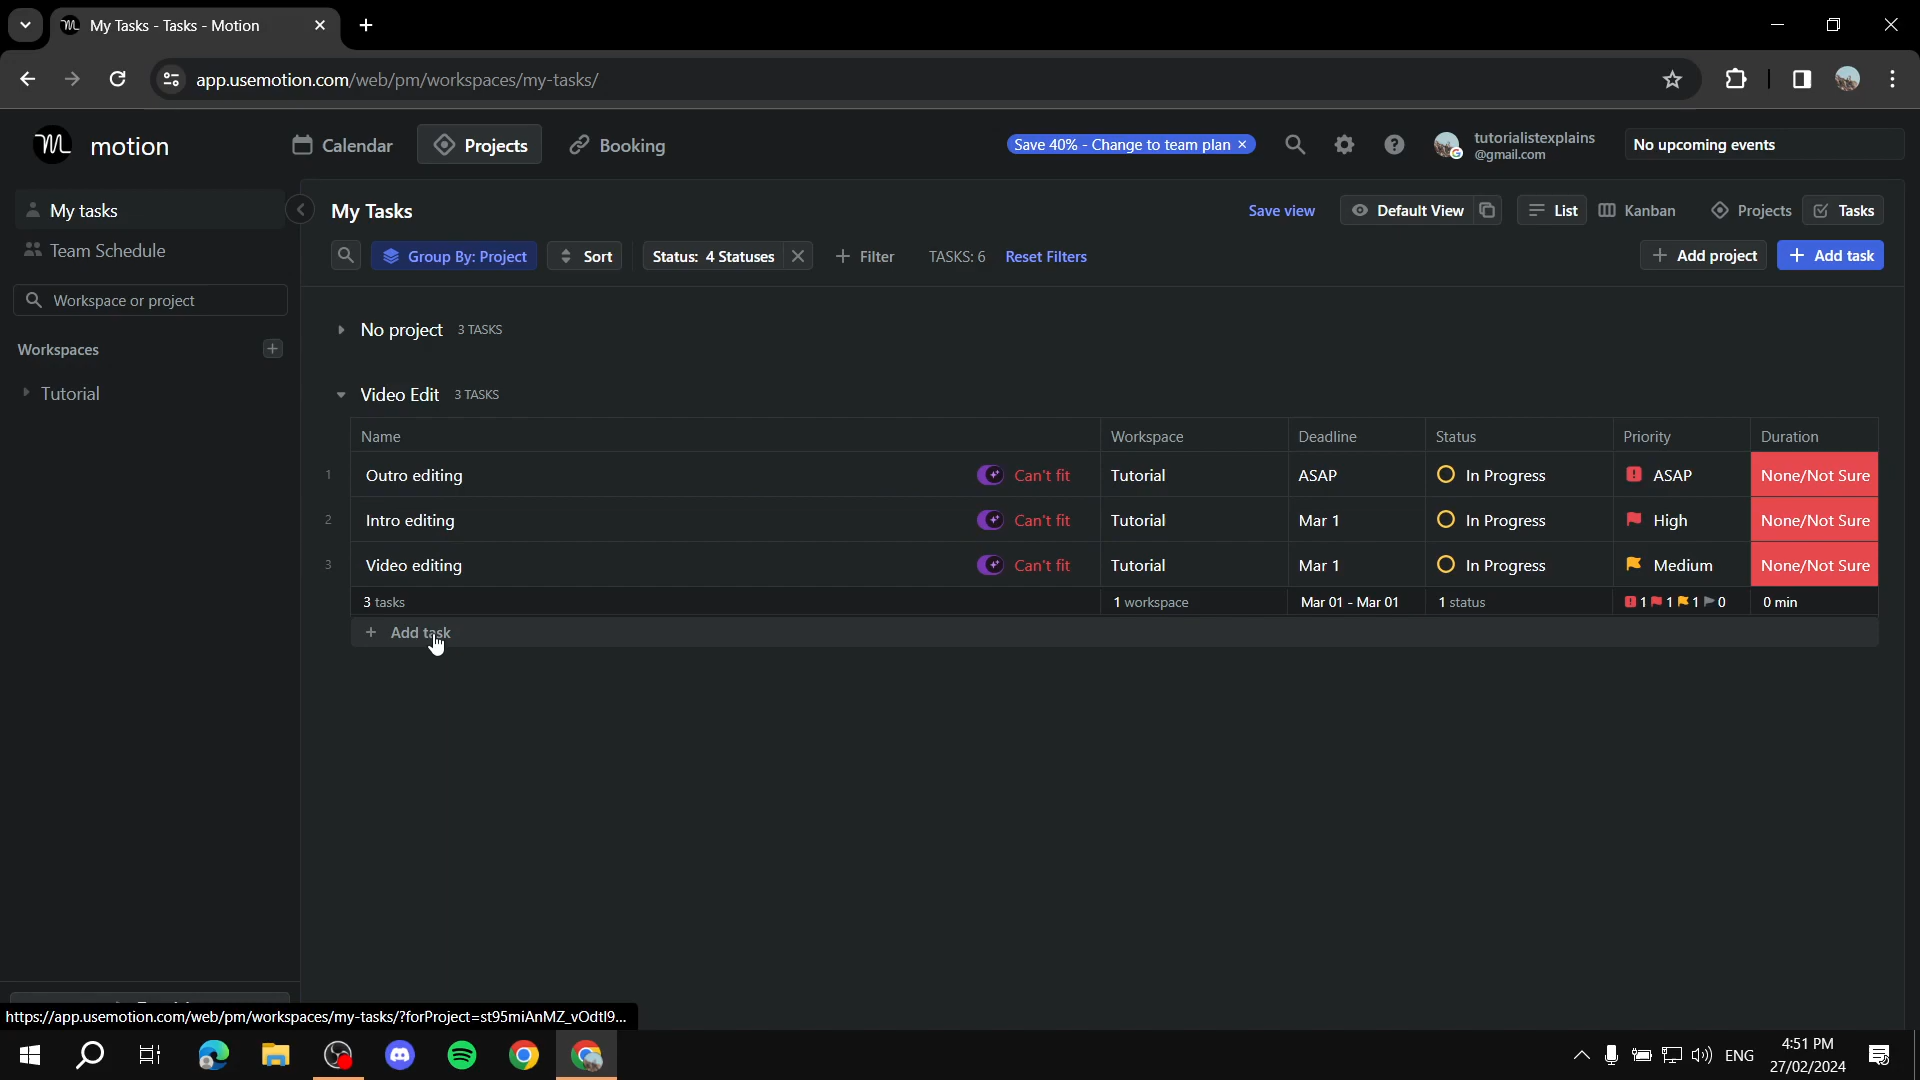 My Tasks - Tasks - Motion
app.usemotion.com/web/pm/workspaces/my-tasks/
motion
Calendar
Projects
Booking
Save 40% - Change to team plan ×
tutorialistexplains
@gmail.com
No upcoming events
My tasks
Team Schedule
Workspace or project
Workspaces
Tutorial
My Tasks
Save view
Default View
List
Kanban
Projects
Tasks
Group By: Project
Sort
Status: 4 Statuses
+ Filter
TASKS: 6
Reset Filters
+ Add project
+ Add task
No project 3 TASKS
Video Edit 3 TASKS
Name Workspace Deadline Status Priority Duration
1 Outro editing Can't fit Tutorial ASAP In Progress ASAP None/Not Sure
2 Intro editing Can't fit Tutorial Mar 1 In Progress High None/Not Sure
3 Video editing Can't fit Tutorial Mar 1 In Progress Medium None/Not Sure
3 tasks 1 workspace Mar 01 - Mar 01 1 status 1 1 1 0 0 min
+ Add task
https://app.usemotion.com/web/pm/workspaces/my-tasks/?forProject=st95miAnMZ_vOdtl9...
ENG
4:51 PM
27/02/2024